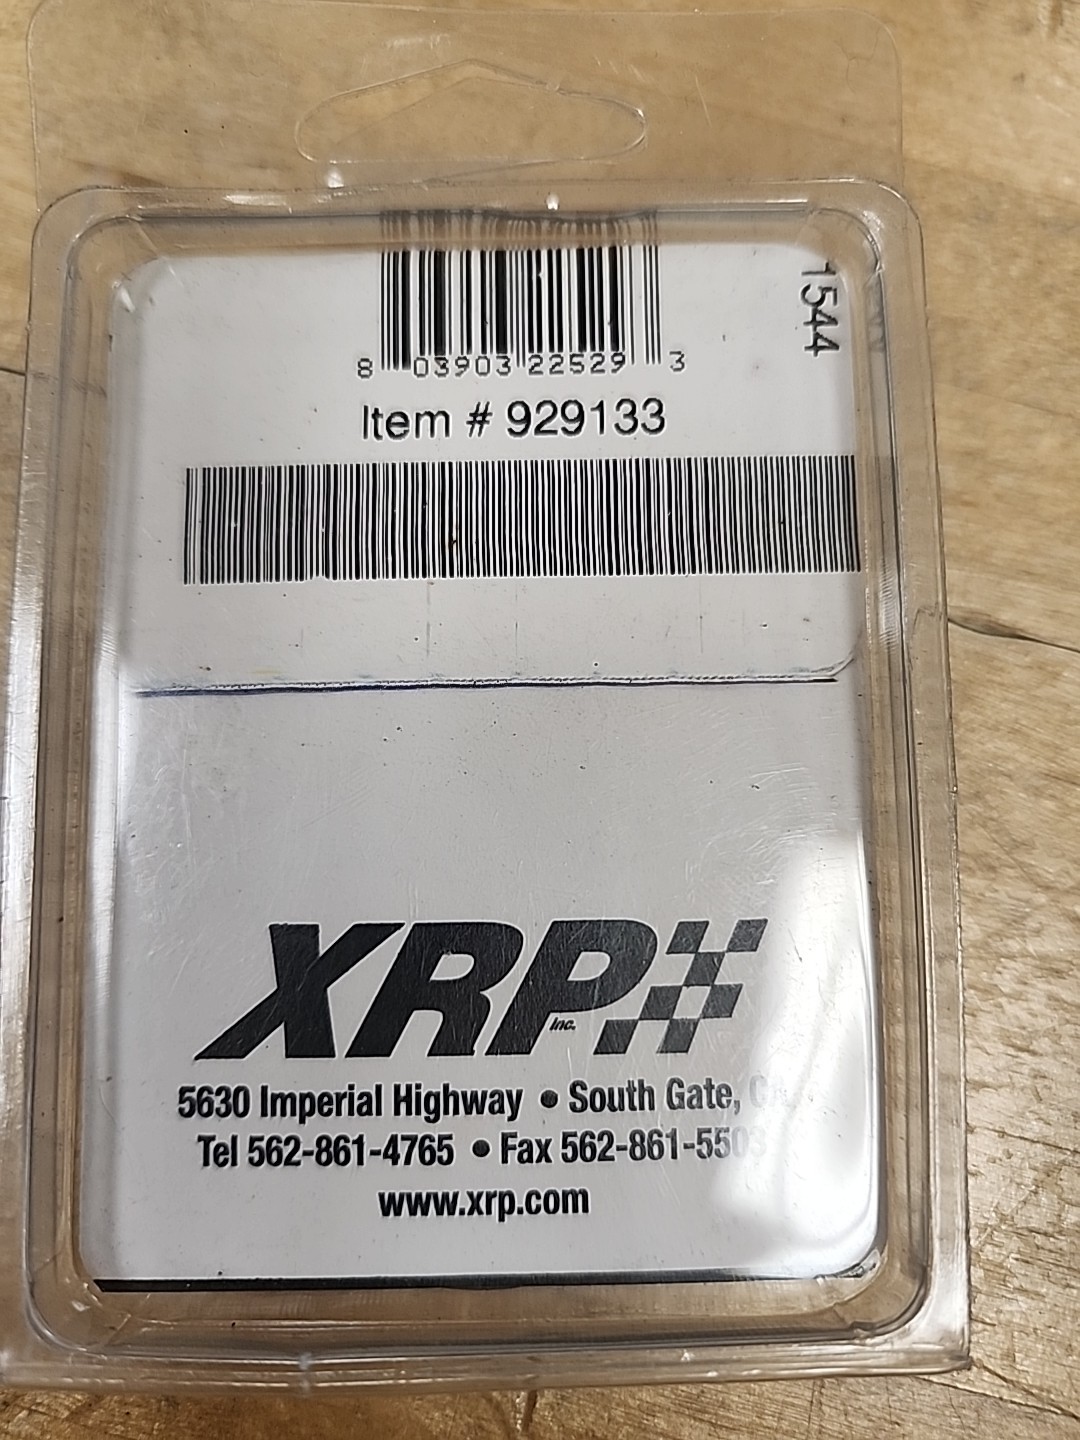 8 03903 22529 3
1544
Item # 929133
XRP
Inc.
5630 Imperial Highway • South Gate, CA
Tel 562-861-4765 • Fax 562-861-5503
www.xrp.com